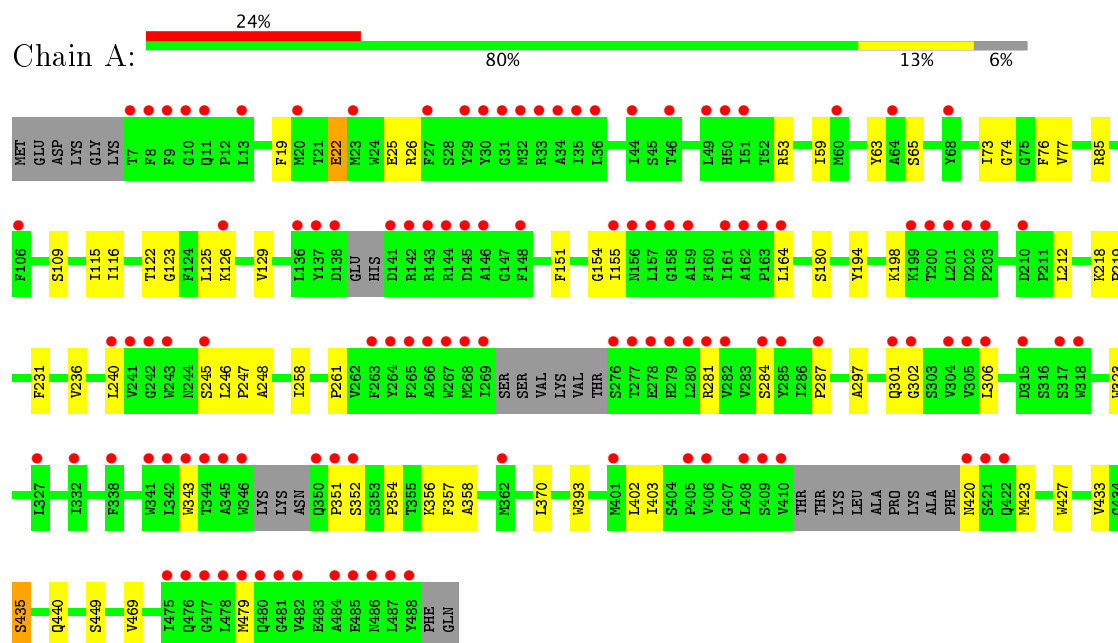 24%
Chain A:
80% 13% 6%
MET GLU ASP LYS GLY LYS T7 F8 F9 G10 Q11 P12 L13 F19 M20 T21 E22 M23 W24 E25 R26 F27 S28 Y29 Y30 G31 M32 R33 A34 I35 L36 I44 S45 T46 L49 H50 I51 T52 R53 I59 M60 Y63 A64 S65 Y68 I73 G74 G75 F76 V77 R85
F106 S109 I115 I116 T122 G123 F124 L125 K126 V129 L136 Y137 D138 GLU HIS D141 R142 R143 R144 D145 A146 G147 F148 F151 G154 I155 N156 L157 G158 A159 F160 I161 A162 P163 L164 S180 Y194 K198 K199 T200 L201 D202 P203 D210 P211 L212 K218
F231 V236 L240 V241 G242 W243 N244 S245 L246 P247 A248 I258 P261 V262 F263 Y264 F265 A266 W267 M268 I269 SER SER VAL LYS VAL THR S276 T277 E278 H279 L280 R281 V282 V283 S284 Y285 I286 P287 A297 Q301 G302 S303 V304 V305 L306 D315 S316 S317 W318
L327 I332 F338 W341 L342 W343 T344 A345 W346 LYS LYS ASN Q350 P351 S352 S353 P354 T355 K356 F357 A358 M362 L370 W393 M401 L402 I403 S404 P405 V406 G407 L408 S409 V410 THR THR LYS LEU ALA PRO LYS ALA PHE N420 S421 Q422 M423 W427 V433
S435 Q440 S449 V469 I475 Q476 G477 L478 M479 Q480 G481 V482 E483 A484 E485 N486 L487 Y488 PHE GLN